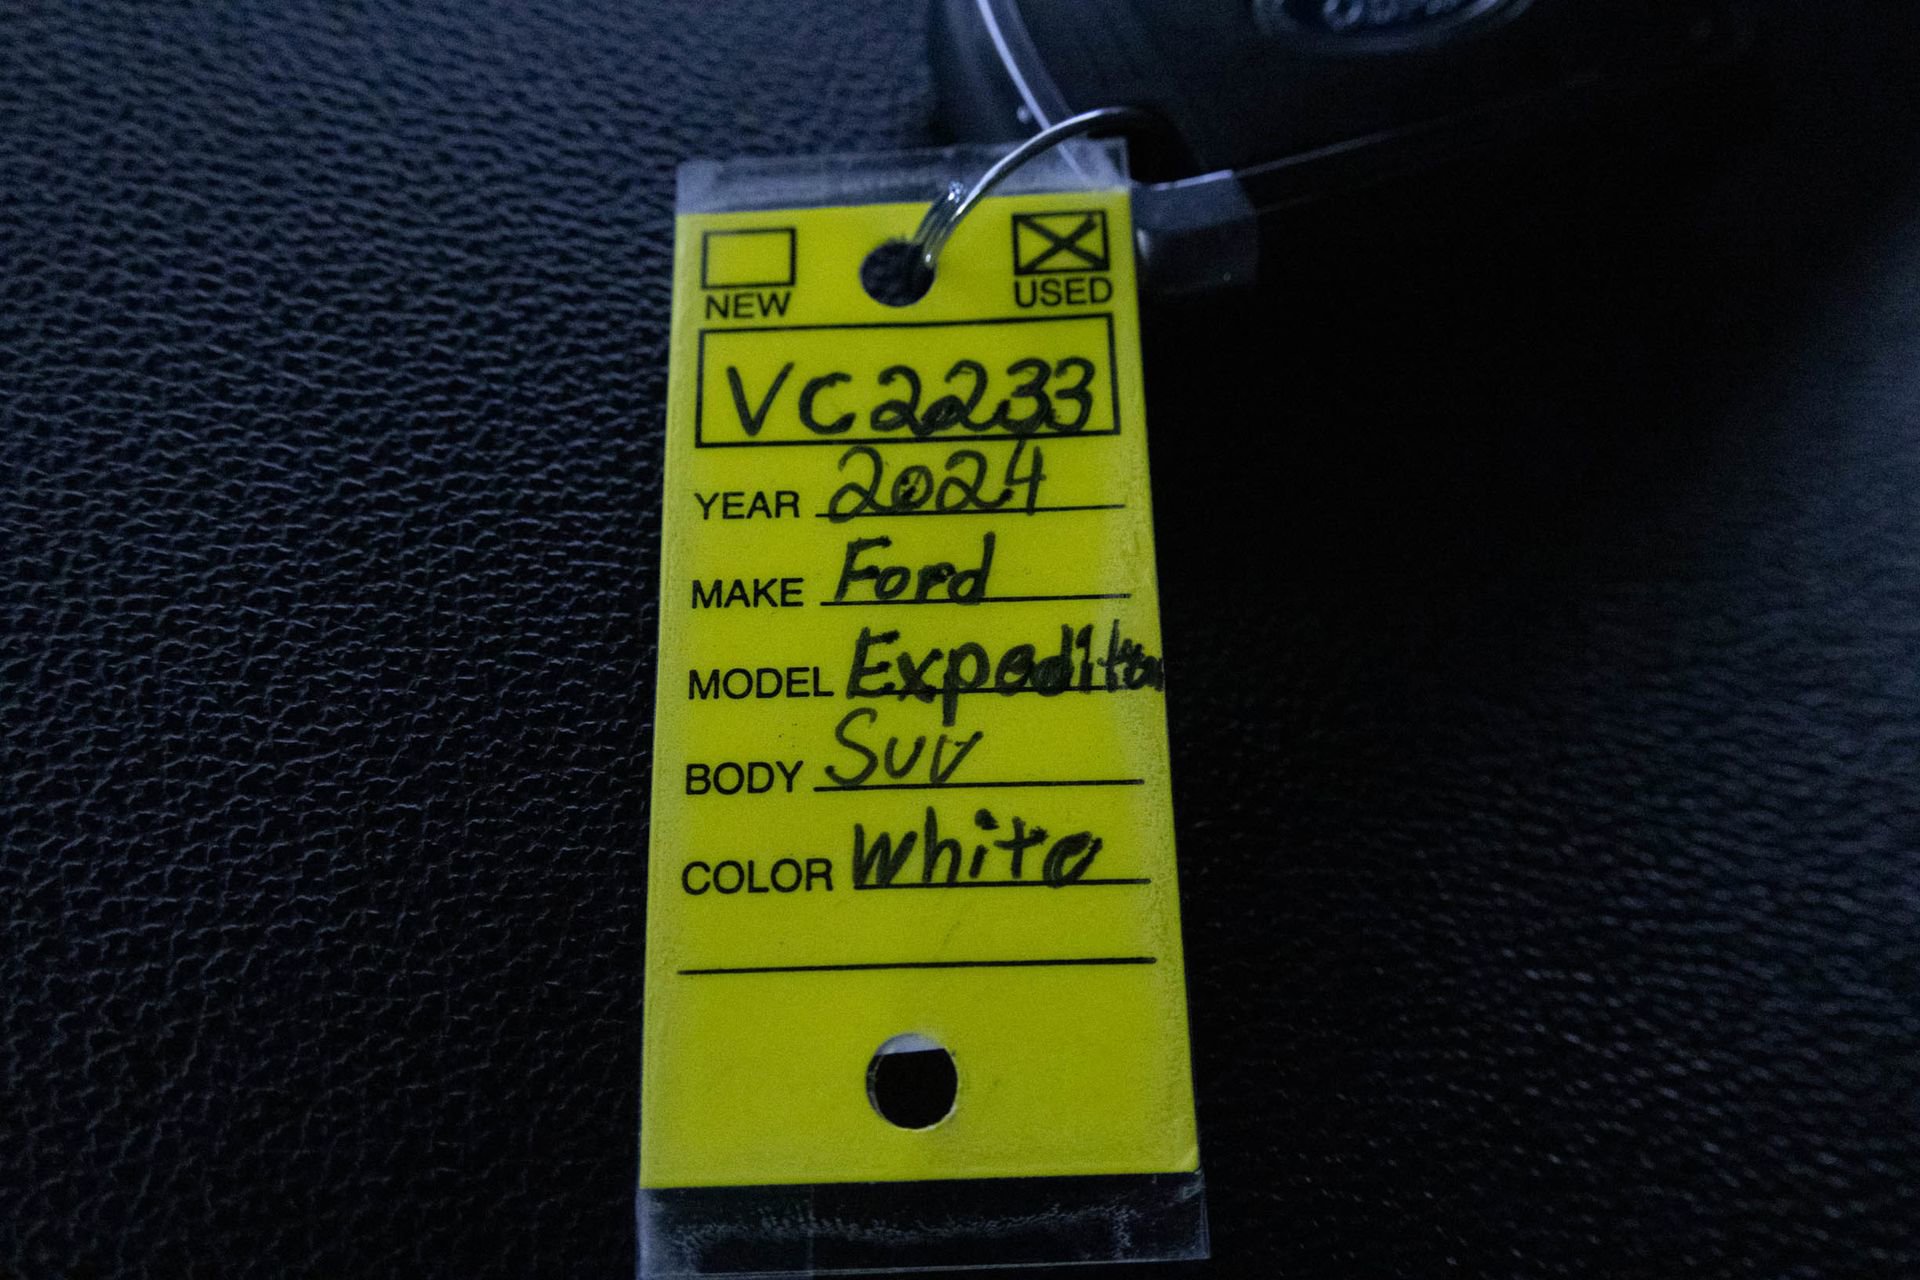 NEW USED
VC2233
YEAR 2024
MAKE Ford
MODEL Expedition
BODY Suv
COLOR White